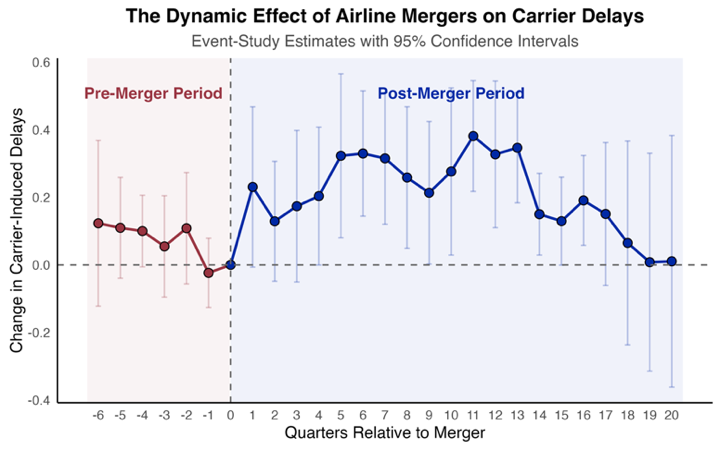 The Dynamic Effect of Airline Mergers on Carrier Delays
Event-Study Estimates with 95% Confidence Intervals
Change in Carrier-Induced Delays
0.6
0.4
0.2
0.0
-0.2
-0.4
Pre-Merger Period
Post-Merger Period
-6 -5 -4 -3 -2 -1 0 1 2 3 4 5 6 7 8 9 10 11 12 13 14 15 16 17 18 19 20
Quarters Relative to Merger